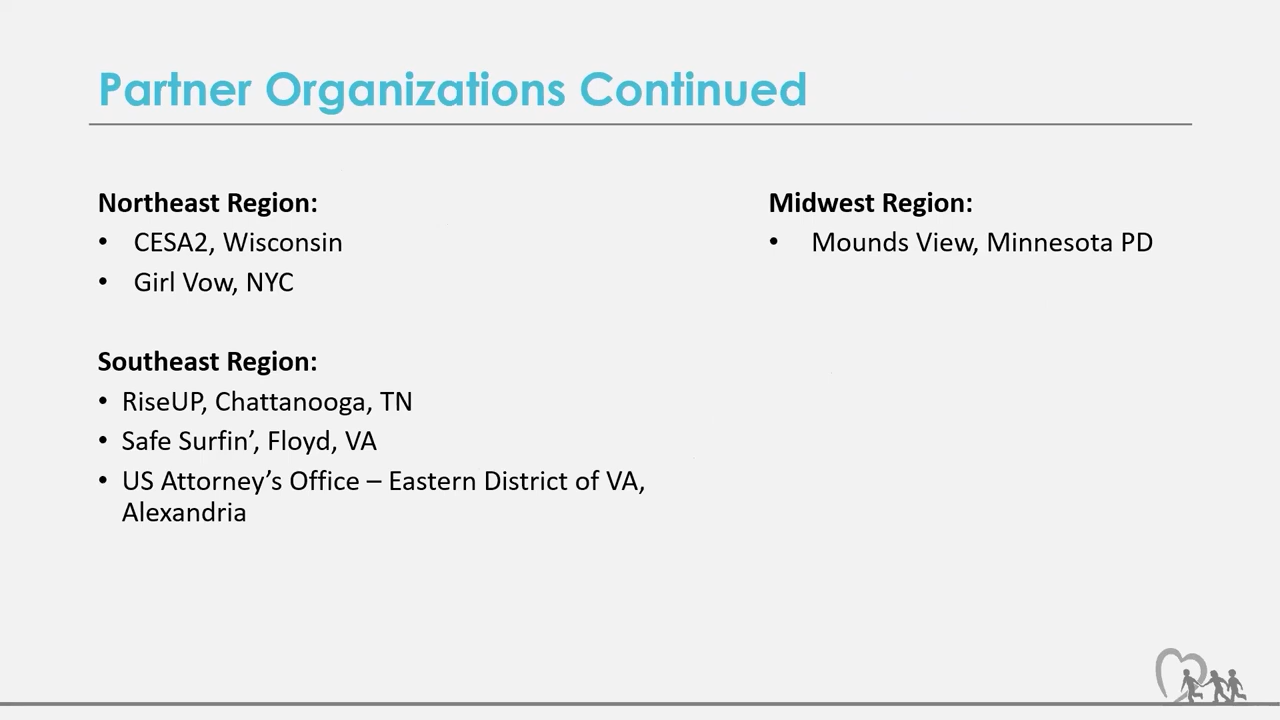 Partner Organizations Continued
Northeast Region:
• CESA2, Wisconsin
• Girl Vow, NYC
Southeast Region:
• RiseUP, Chattanooga, TN
• Safe Surfin’, Floyd, VA
• US Attorney’s Office – Eastern District of VA,
Alexandria
Midwest Region:
• Mounds View, Minnesota PD